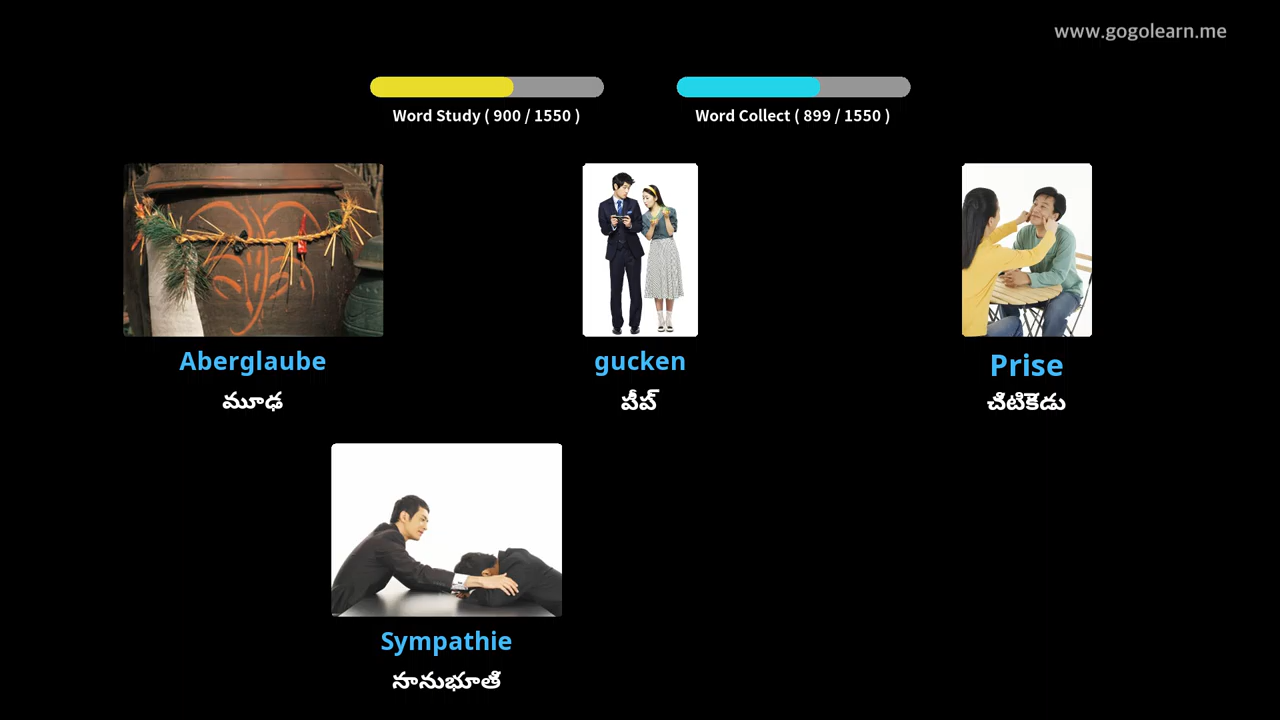 www.gogolearn.me
Word Study ( 900 / 1550 )
Word Collect ( 899 / 1550 )
Aberglaube
gucken
Prise
మూఢ
పీప్
చిటికెడు
Sympathie
సానుభూతి